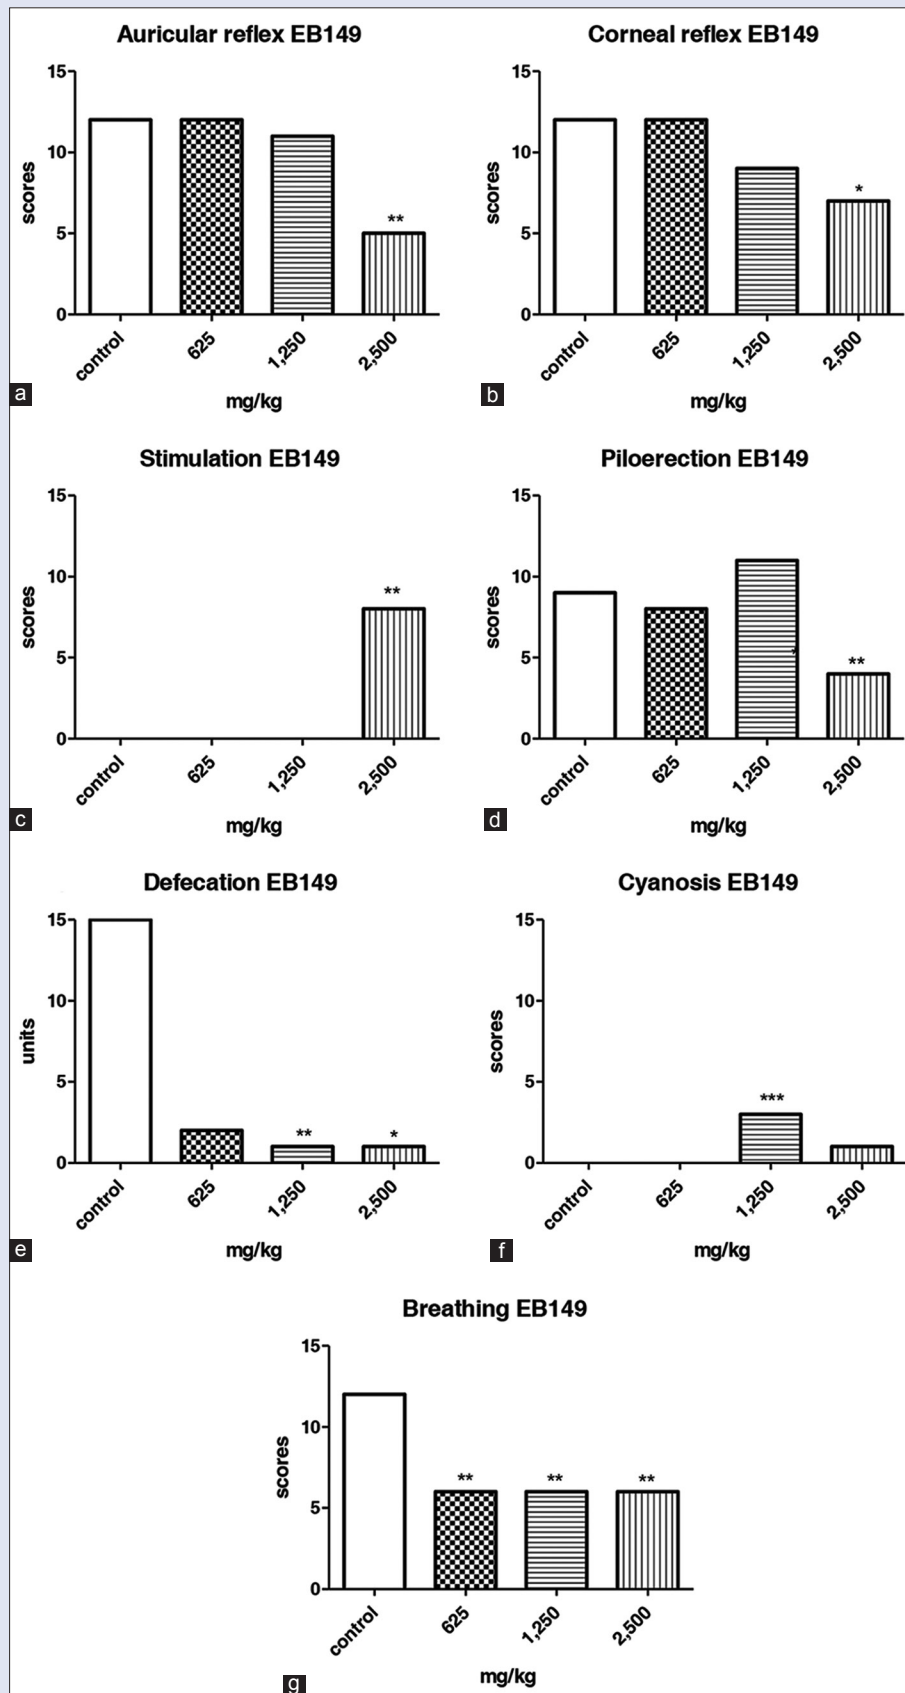 Auricular reflex EB149
15
10
5
0
scores
**
control
625
1,250
2,500
mg/kg
a
Corneal reflex EB149
15
10
5
0
scores
*
control
625
1,250
2,500
mg/kg
b
Stimulation EB149
15
10
5
0
scores
**
control
625
1,250
2,500
mg/kg
c
Piloerection EB149
15
10
5
0
scores
*
**
control
625
1,250
2,500
mg/kg
d
Defecation EB149
15
10
5
0
units
**
*
control
625
1,250
2,500
mg/kg
e
Cyanosis EB149
15
10
5
0
scores
***
control
625
1,250
2,500
mg/kg
f
Breathing EB149
15
10
5
0
scores
**
**
**
control
625
1,250
2,500
mg/kg
g